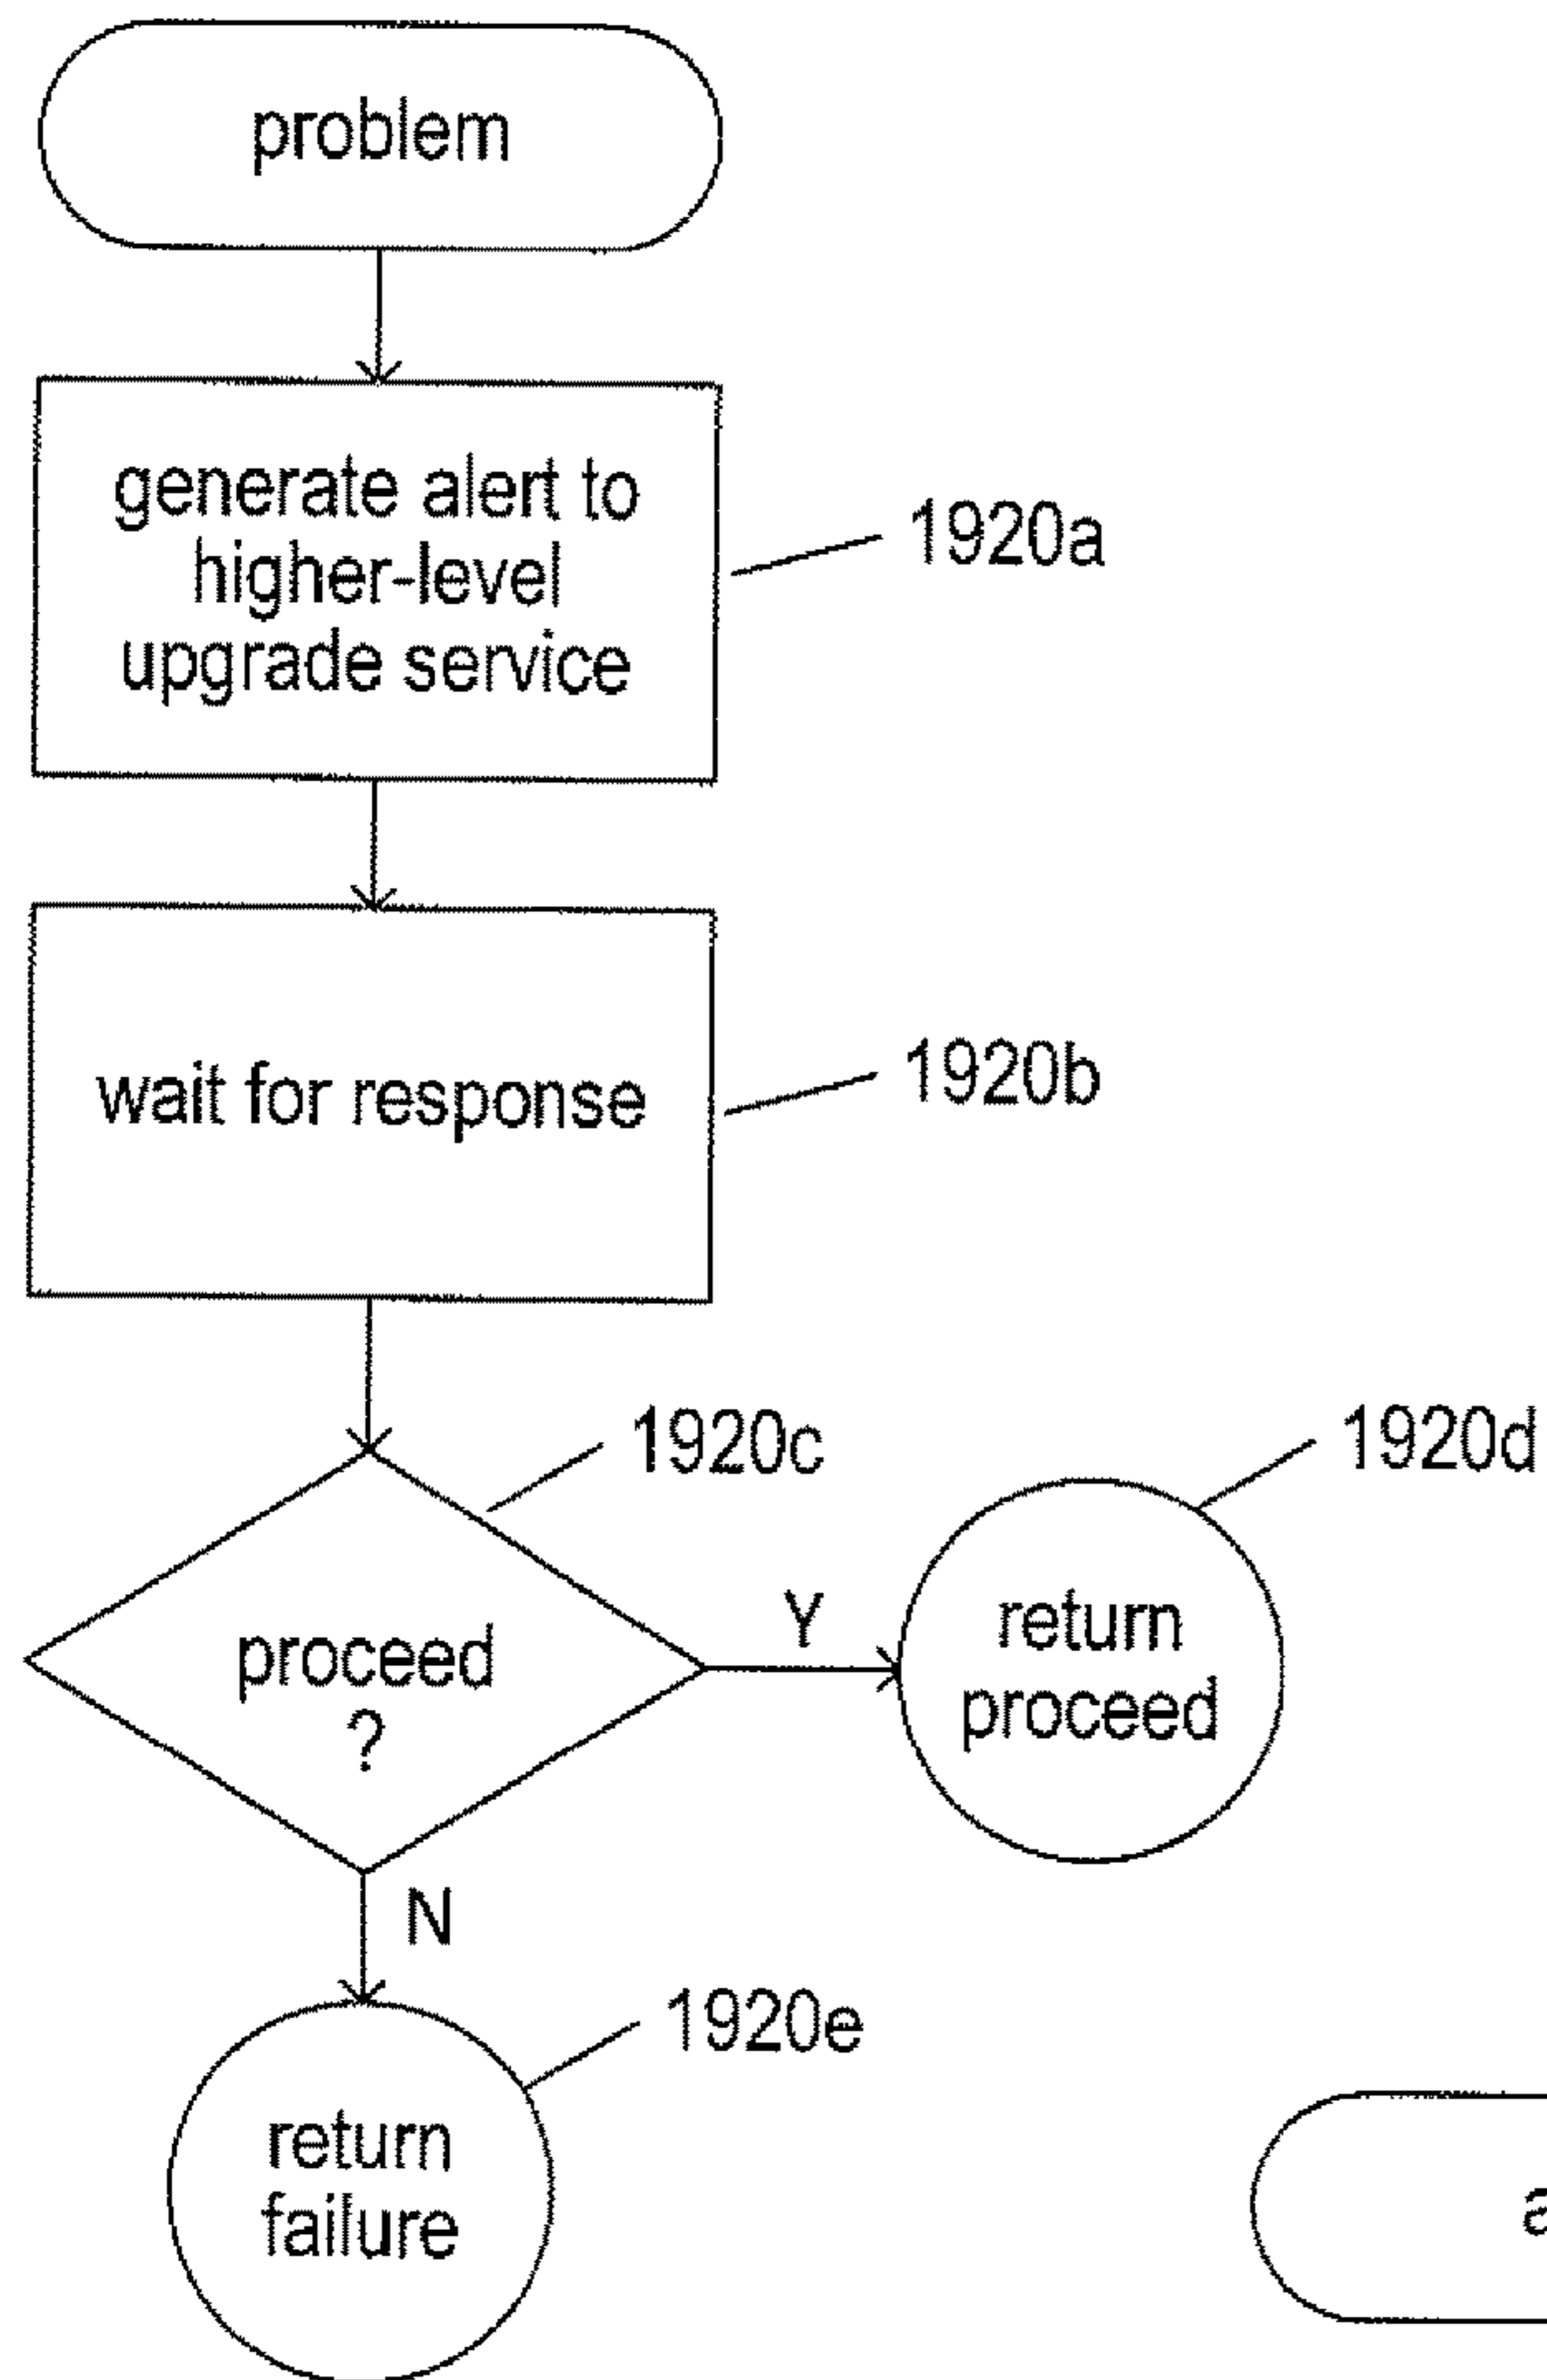 problem
generate alert to
higher-level
upgrade service
1920a
wait for response
1920b
1920c
1920d
proceed
?
Y
return
proceed
N
1920e
return
failure